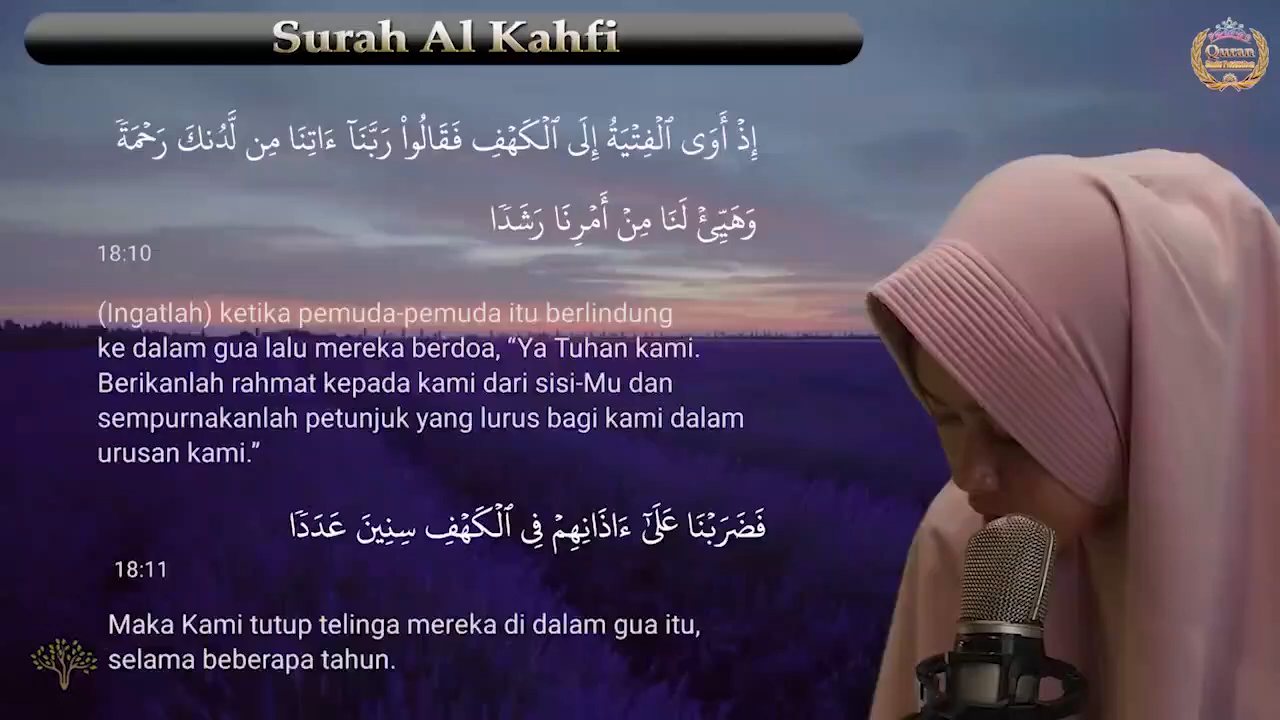 Surah Al Kahfi
Quran
إِذْ أَوَى ٱلْفِتْيَةُ إِلَى ٱلْكَهْفِ فَقَالُوا۟ رَبَّنَآ ءَاتِنَا مِن لَّدُنكَ رَحْمَةً
وَهَيِّئْ لَنَا مِنْ أَمْرِنَا رَشَدًا
18:10
(Ingatlah) ketika pemuda-pemuda itu berlindung
ke dalam gua lalu mereka berdoa, “Ya Tuhan kami.
Berikanlah rahmat kepada kami dari sisi-Mu dan
sempurnakanlah petunjuk yang lurus bagi kami dalam
urusan kami.”
فَضَرَبْنَا عَلَىٰٓ ءَاذَانِهِمْ فِى ٱلْكَهْفِ سِنِينَ عَدَدًا
18:11
Maka Kami tutup telinga mereka di dalam gua itu,
selama beberapa tahun.